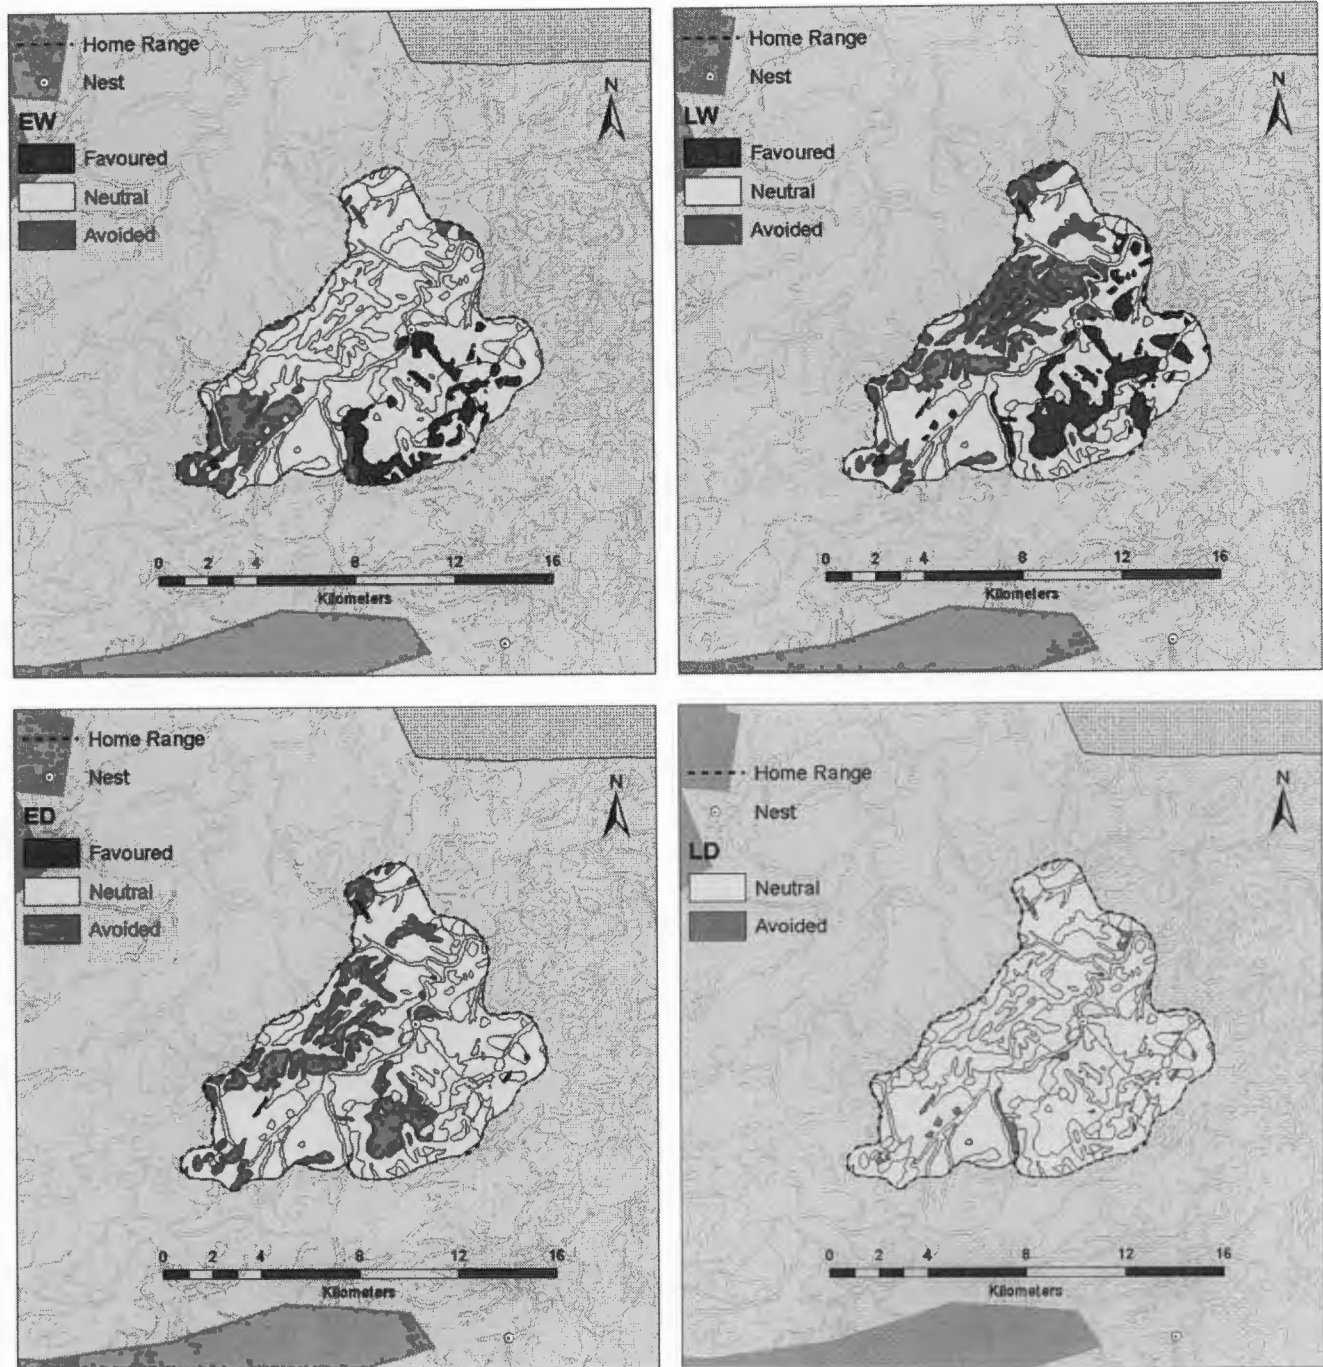 Home Range
Nest
N
EW
Favoured
Neutral
Avoided
0 2 4 8 12 16
Kilometers
Home Range
Nest
N
LW
Favoured
Neutral
Avoided
0 2 4 8 12 16
Kilometers
Home Range
Nest
N
ED
Favoured
Neutral
Avoided
0 2 4 8 12 16
Kilometers
Home Range
Nest
N
LD
Neutral
Avoided
0 2 4 8 12 16
Kilometers